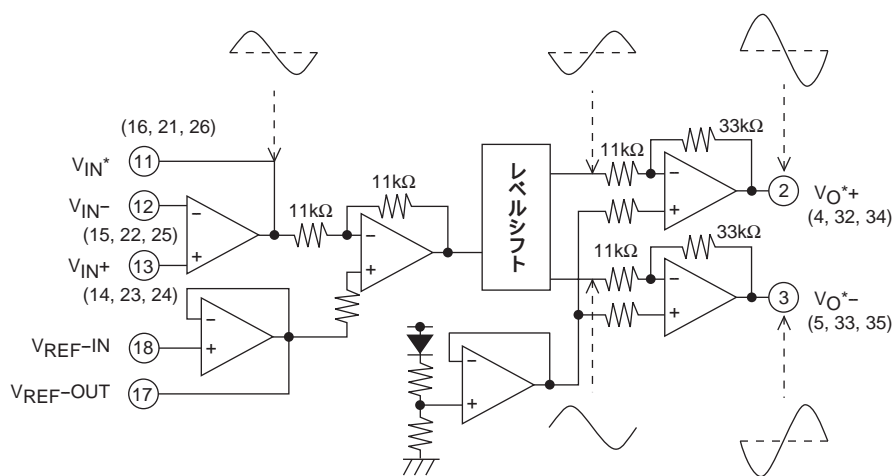 (16, 21, 26)
11
VIN*
12
VIN−
(15, 22, 25)
13
VIN+
(14, 23, 24)
18
VREF−IN
17
VREF−OUT
−
+
11kΩ
11kΩ
−
+
−
+
レベルシフト
−
+
11kΩ
33kΩ
−
+
2
VO*+
(4, 32, 34)
11kΩ
33kΩ
−
+
3
VO*−
(5, 33, 35)